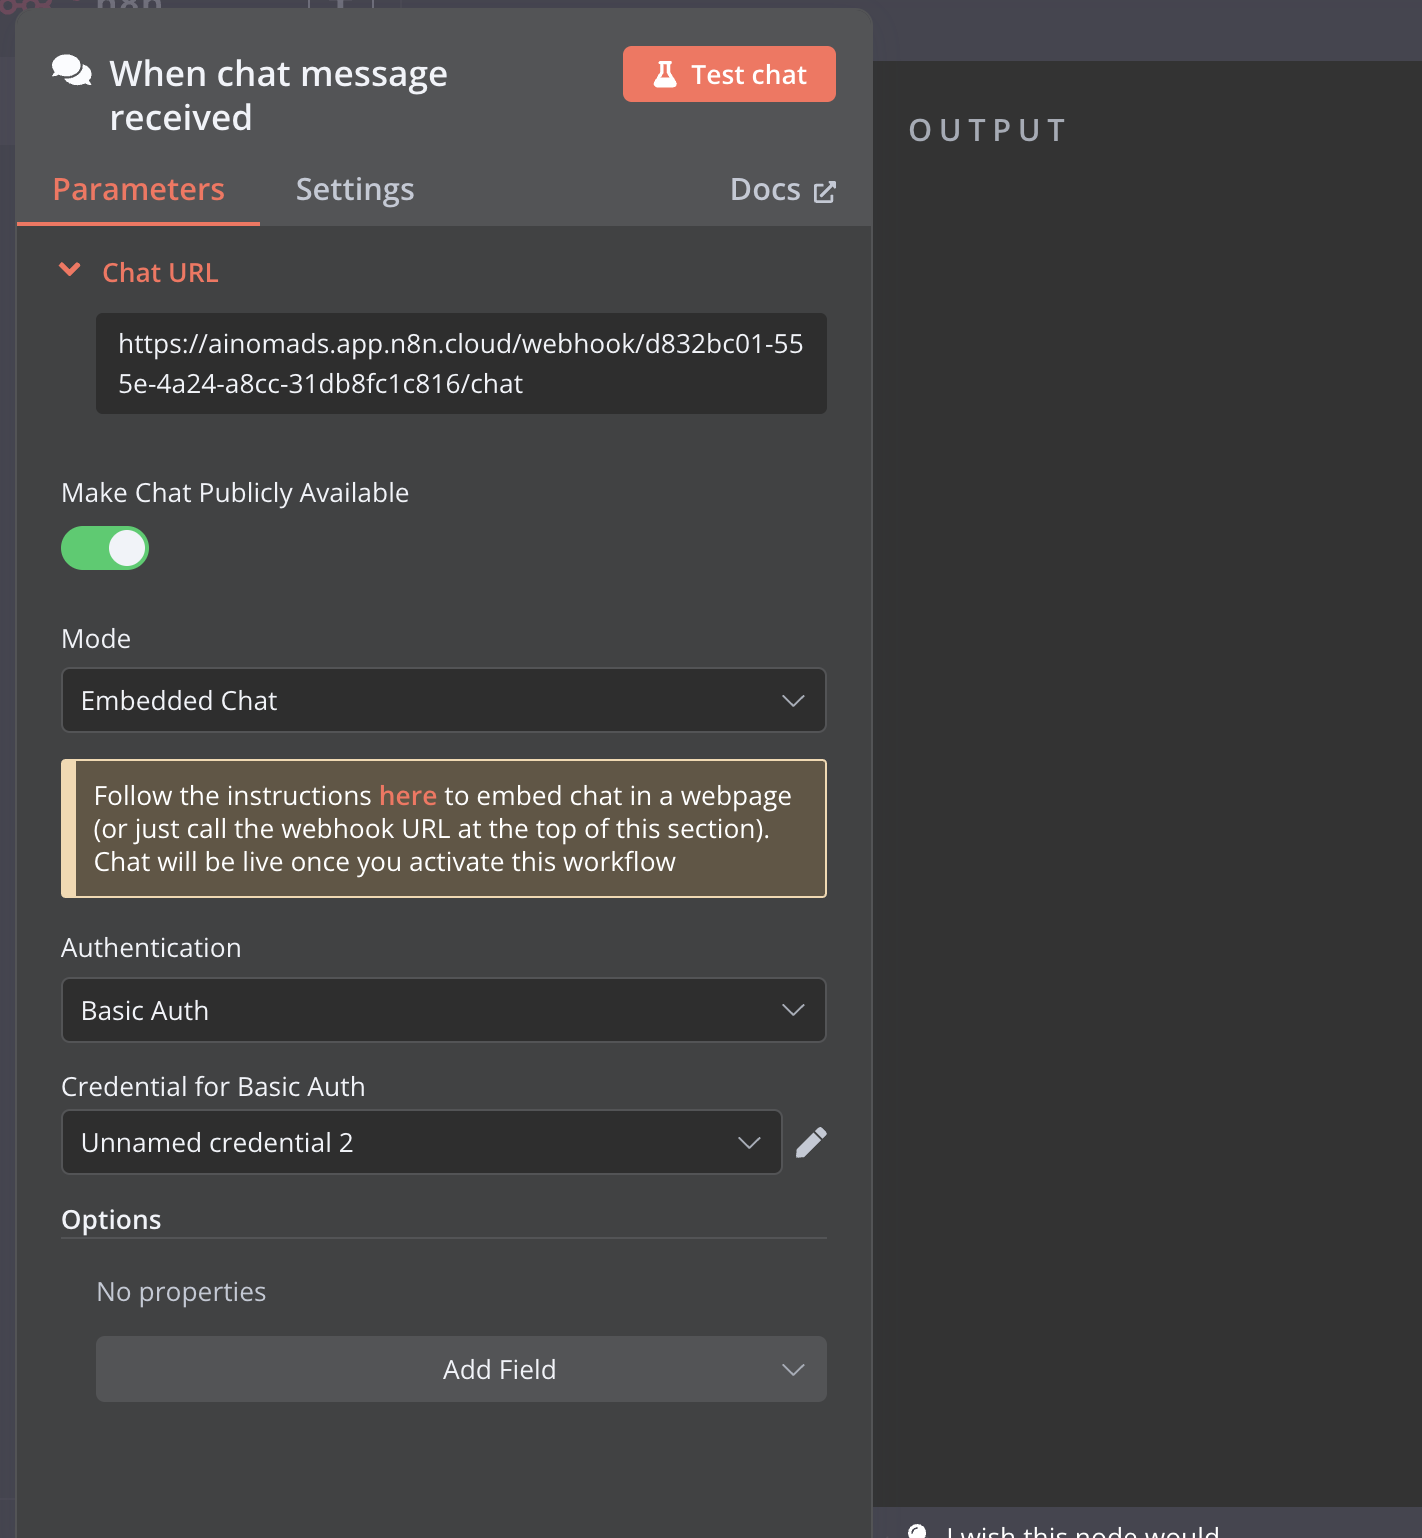 n8n
When chat message
received
Test chat
Parameters
Settings
Docs
Chat URL
https://ainomads.app.n8n.cloud/webhook/d832bc01-55
5e-4a24-a8cc-31db8fc1c816/chat
Make Chat Publicly Available
Mode
Embedded Chat
Follow the instructions here to embed chat in a webpage
(or just call the webhook URL at the top of this section).
Chat will be live once you activate this workflow
Authentication
Basic Auth
Credential for Basic Auth
Unnamed credential 2
Options
No properties
Add Field
OUTPUT
I wish this node would